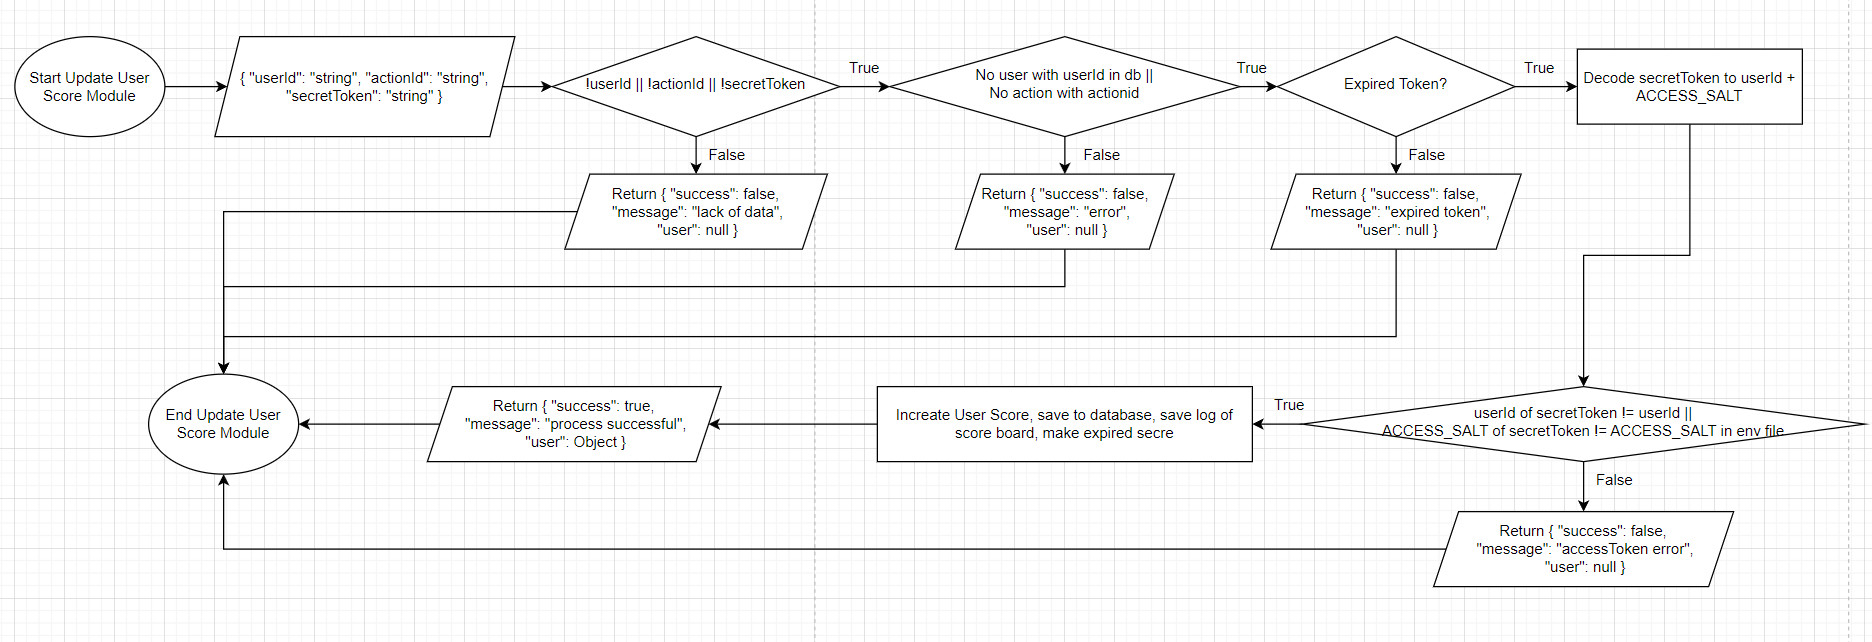 Start Update User
Score Module
{ "userId": "string", "actionId": "string",
"secretToken": "string" }
!userId || !actionId || !secretToken
True
No user with userId in db ||
No action with actionid
True
Expired Token?
True
Decode secretToken to userId +
ACCESS_SALT
False
False
False
Return { "success": false,
"message": "lack of data",
"user": null }
Return { "success": false,
"message": "error",
"user": null }
Return { "success": false,
"message": "expired token",
"user": null }
End Update User
Score Module
Return { "success": true,
"message": "process successful",
"user": Object }
Increate User Score, save to database, save log of
score board, make expired secre
True
userId of secretToken != userId ||
ACCESS_SALT of secretToken != ACCESS_SALT in env file
False
Return { "success": false,
"message": "accessToken error",
"user": null }